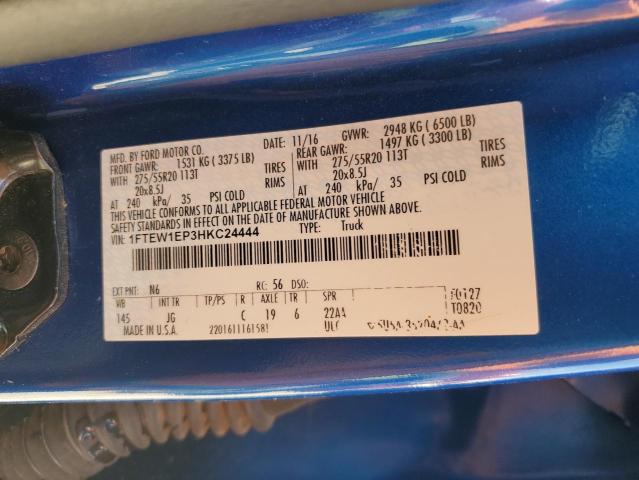 MFD. BY FORD MOTOR CO. DATE: 11/16 GVWR: 2948 KG ( 6500 LB)
FRONT GAWR: 1531 KG ( 3375 LB) REAR GAWR: 1497 KG ( 3300 LB)
WITH 275/55R20 113T TIRES WITH 275/55R20 113T TIRES
20x8.5J RIMS 20x8.5J RIMS
AT 240 kPa/ 35 PSI COLD AT 240 kPa/ 35 PSI COLD
THIS VEHICLE CONFORMS TO ALL APPLICABLE FEDERAL MOTOR VEHICLE
SAFETY STANDARDS IN EFFECT ON THE DATE OF MANUFACTURE SHOWN ABOVE.
VIN: 1FTEW1EP3HKC24444 TYPE: Truck
EXT PNT: N6 RC: 56 DSO:
WB INT TR TP/PS R AXLE TR SPR
145 JG C 19 6 22A4 T0820
MADE IN U.S.A. 2201611161581 ULC